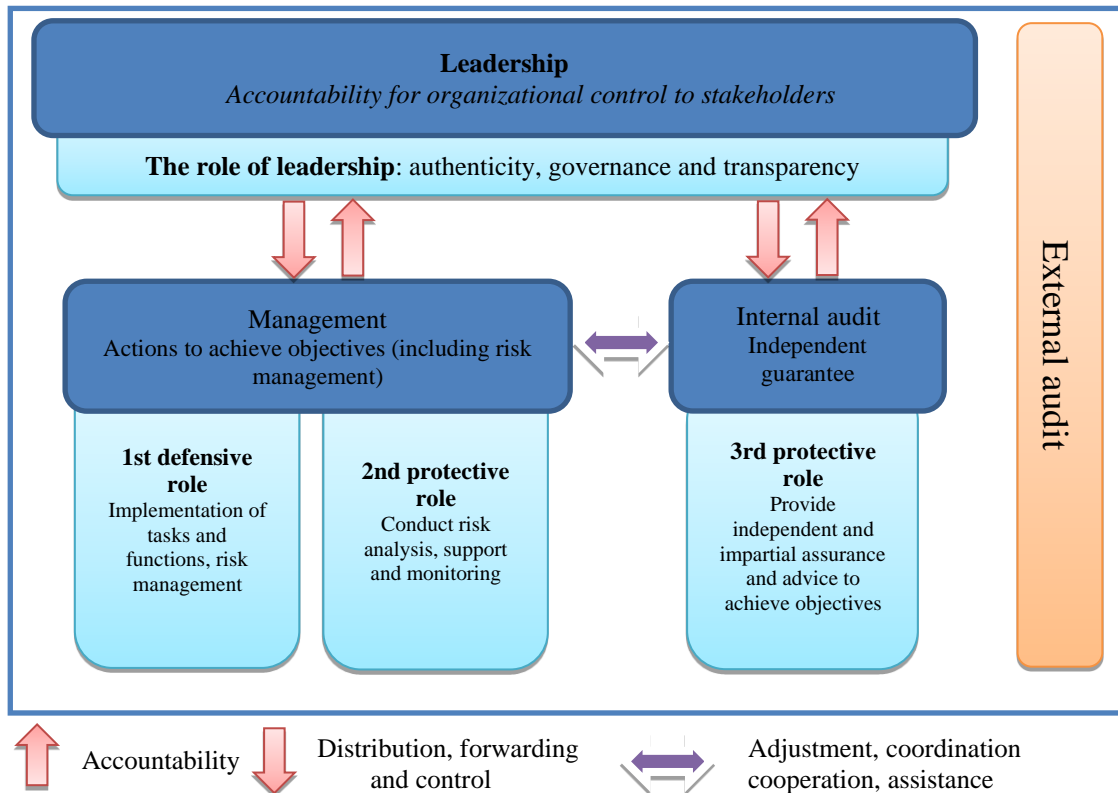 Leadership
Accountability for organizational control to stakeholders
The role of leadership: authenticity, governance and transparency
Management
Actions to achieve objectives (including risk
management)
Internal audit
Independent
guarantee
1st defensive
role
Implementation of
tasks and
functions, risk
management
2nd protective
role
Conduct risk
analysis, support
and monitoring
3rd protective
role
Provide
independent and
impartial assurance
and advice to
achieve objectives
External audit
Accountability
Distribution, forwarding
and control
Adjustment, coordination
cooperation, assistance